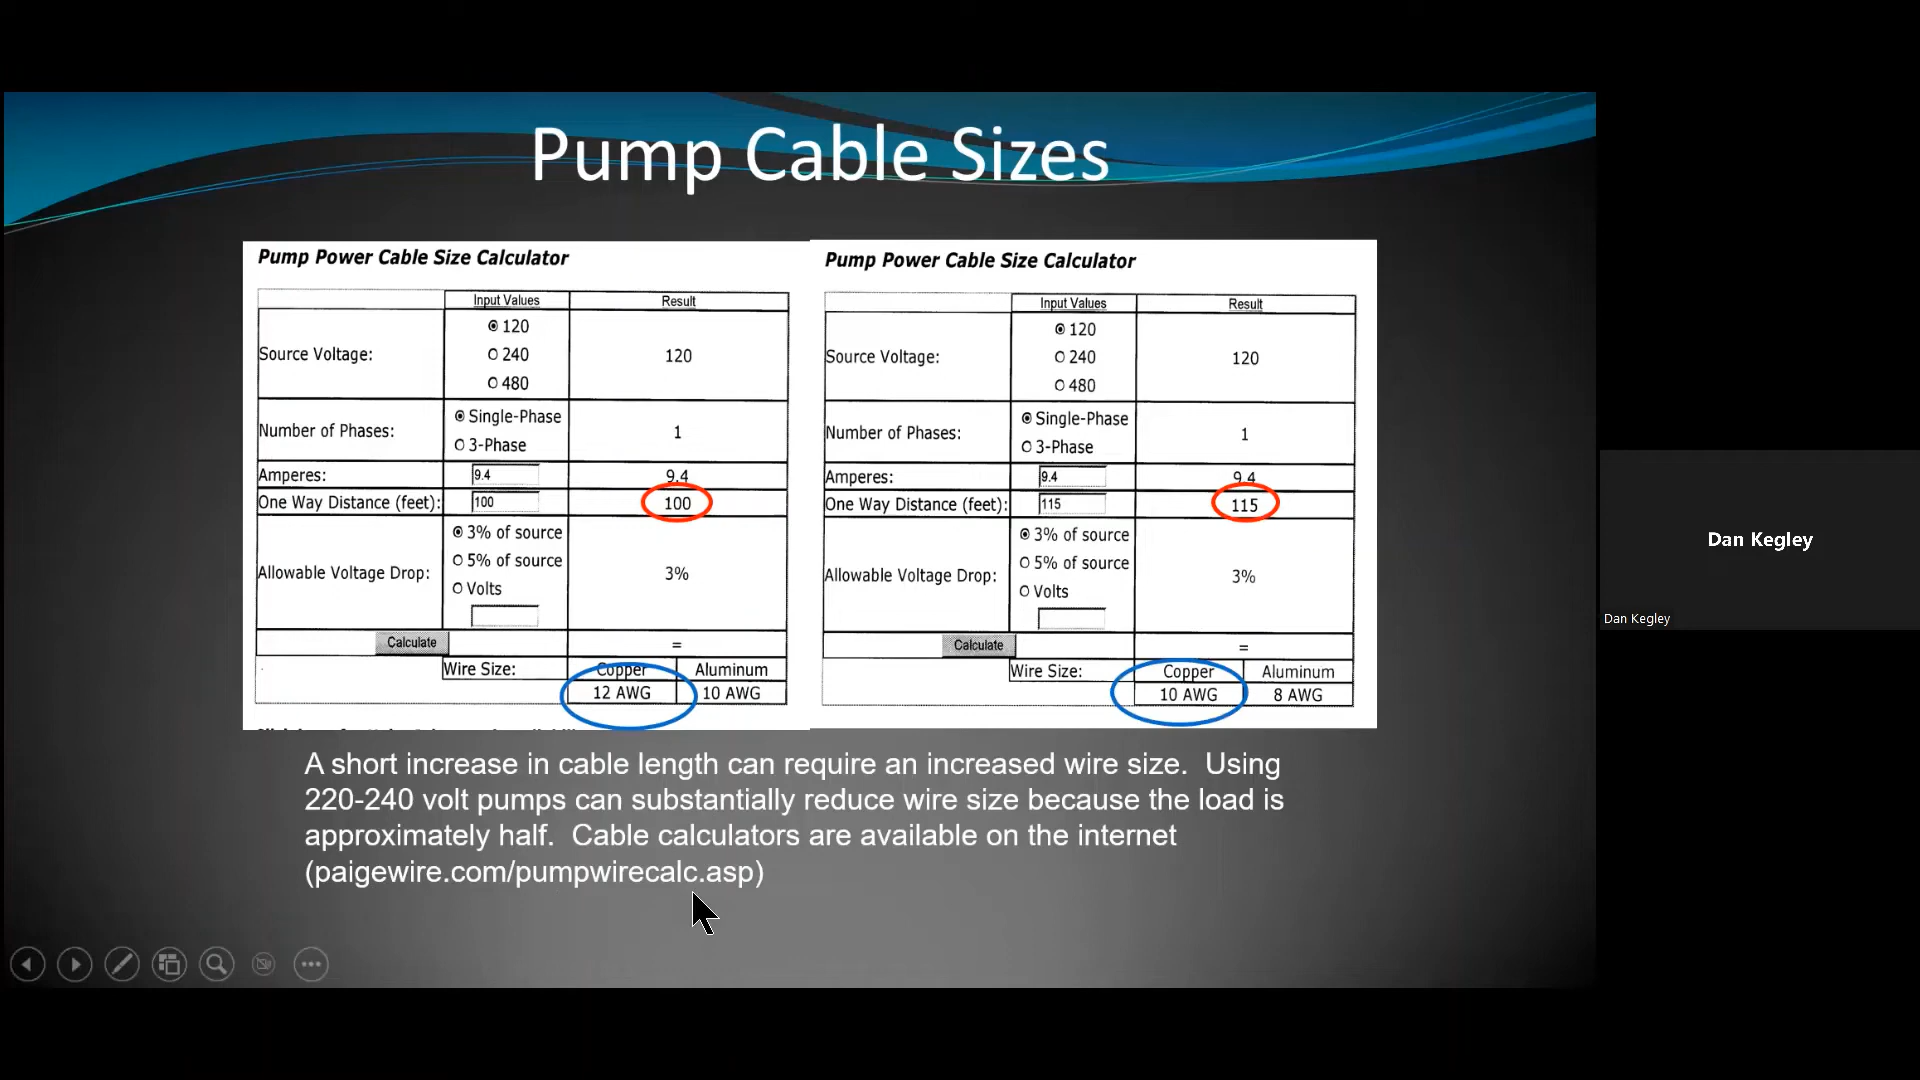 Pump Cable Sizes
Pump Power Cable Size Calculator
Input Values Result
Source Voltage: 120 240 480 120
Number of Phases: Single-Phase 3-Phase 1
Amperes: 9.4 9.4
One Way Distance (feet): 100 100
Allowable Voltage Drop: 3% of source 5% of source Volts 3%
Calculate =
Wire Size: Copper Aluminum
12 AWG 10 AWG
Pump Power Cable Size Calculator
Input Values Result
Source Voltage: 120 240 480 120
Number of Phases: Single-Phase 3-Phase 1
Amperes: 9.4 9.4
One Way Distance (feet): 115 115
Allowable Voltage Drop: 3% of source 5% of source Volts 3%
Calculate =
Wire Size: Copper Aluminum
10 AWG 8 AWG
A short increase in cable length can require an increased wire size. Using
220-240 volt pumps can substantially reduce wire size because the load is
approximately half. Cable calculators are available on the internet
(paigewire.com/pumpwirecalc.asp)
Dan Kegley
Dan Kegley